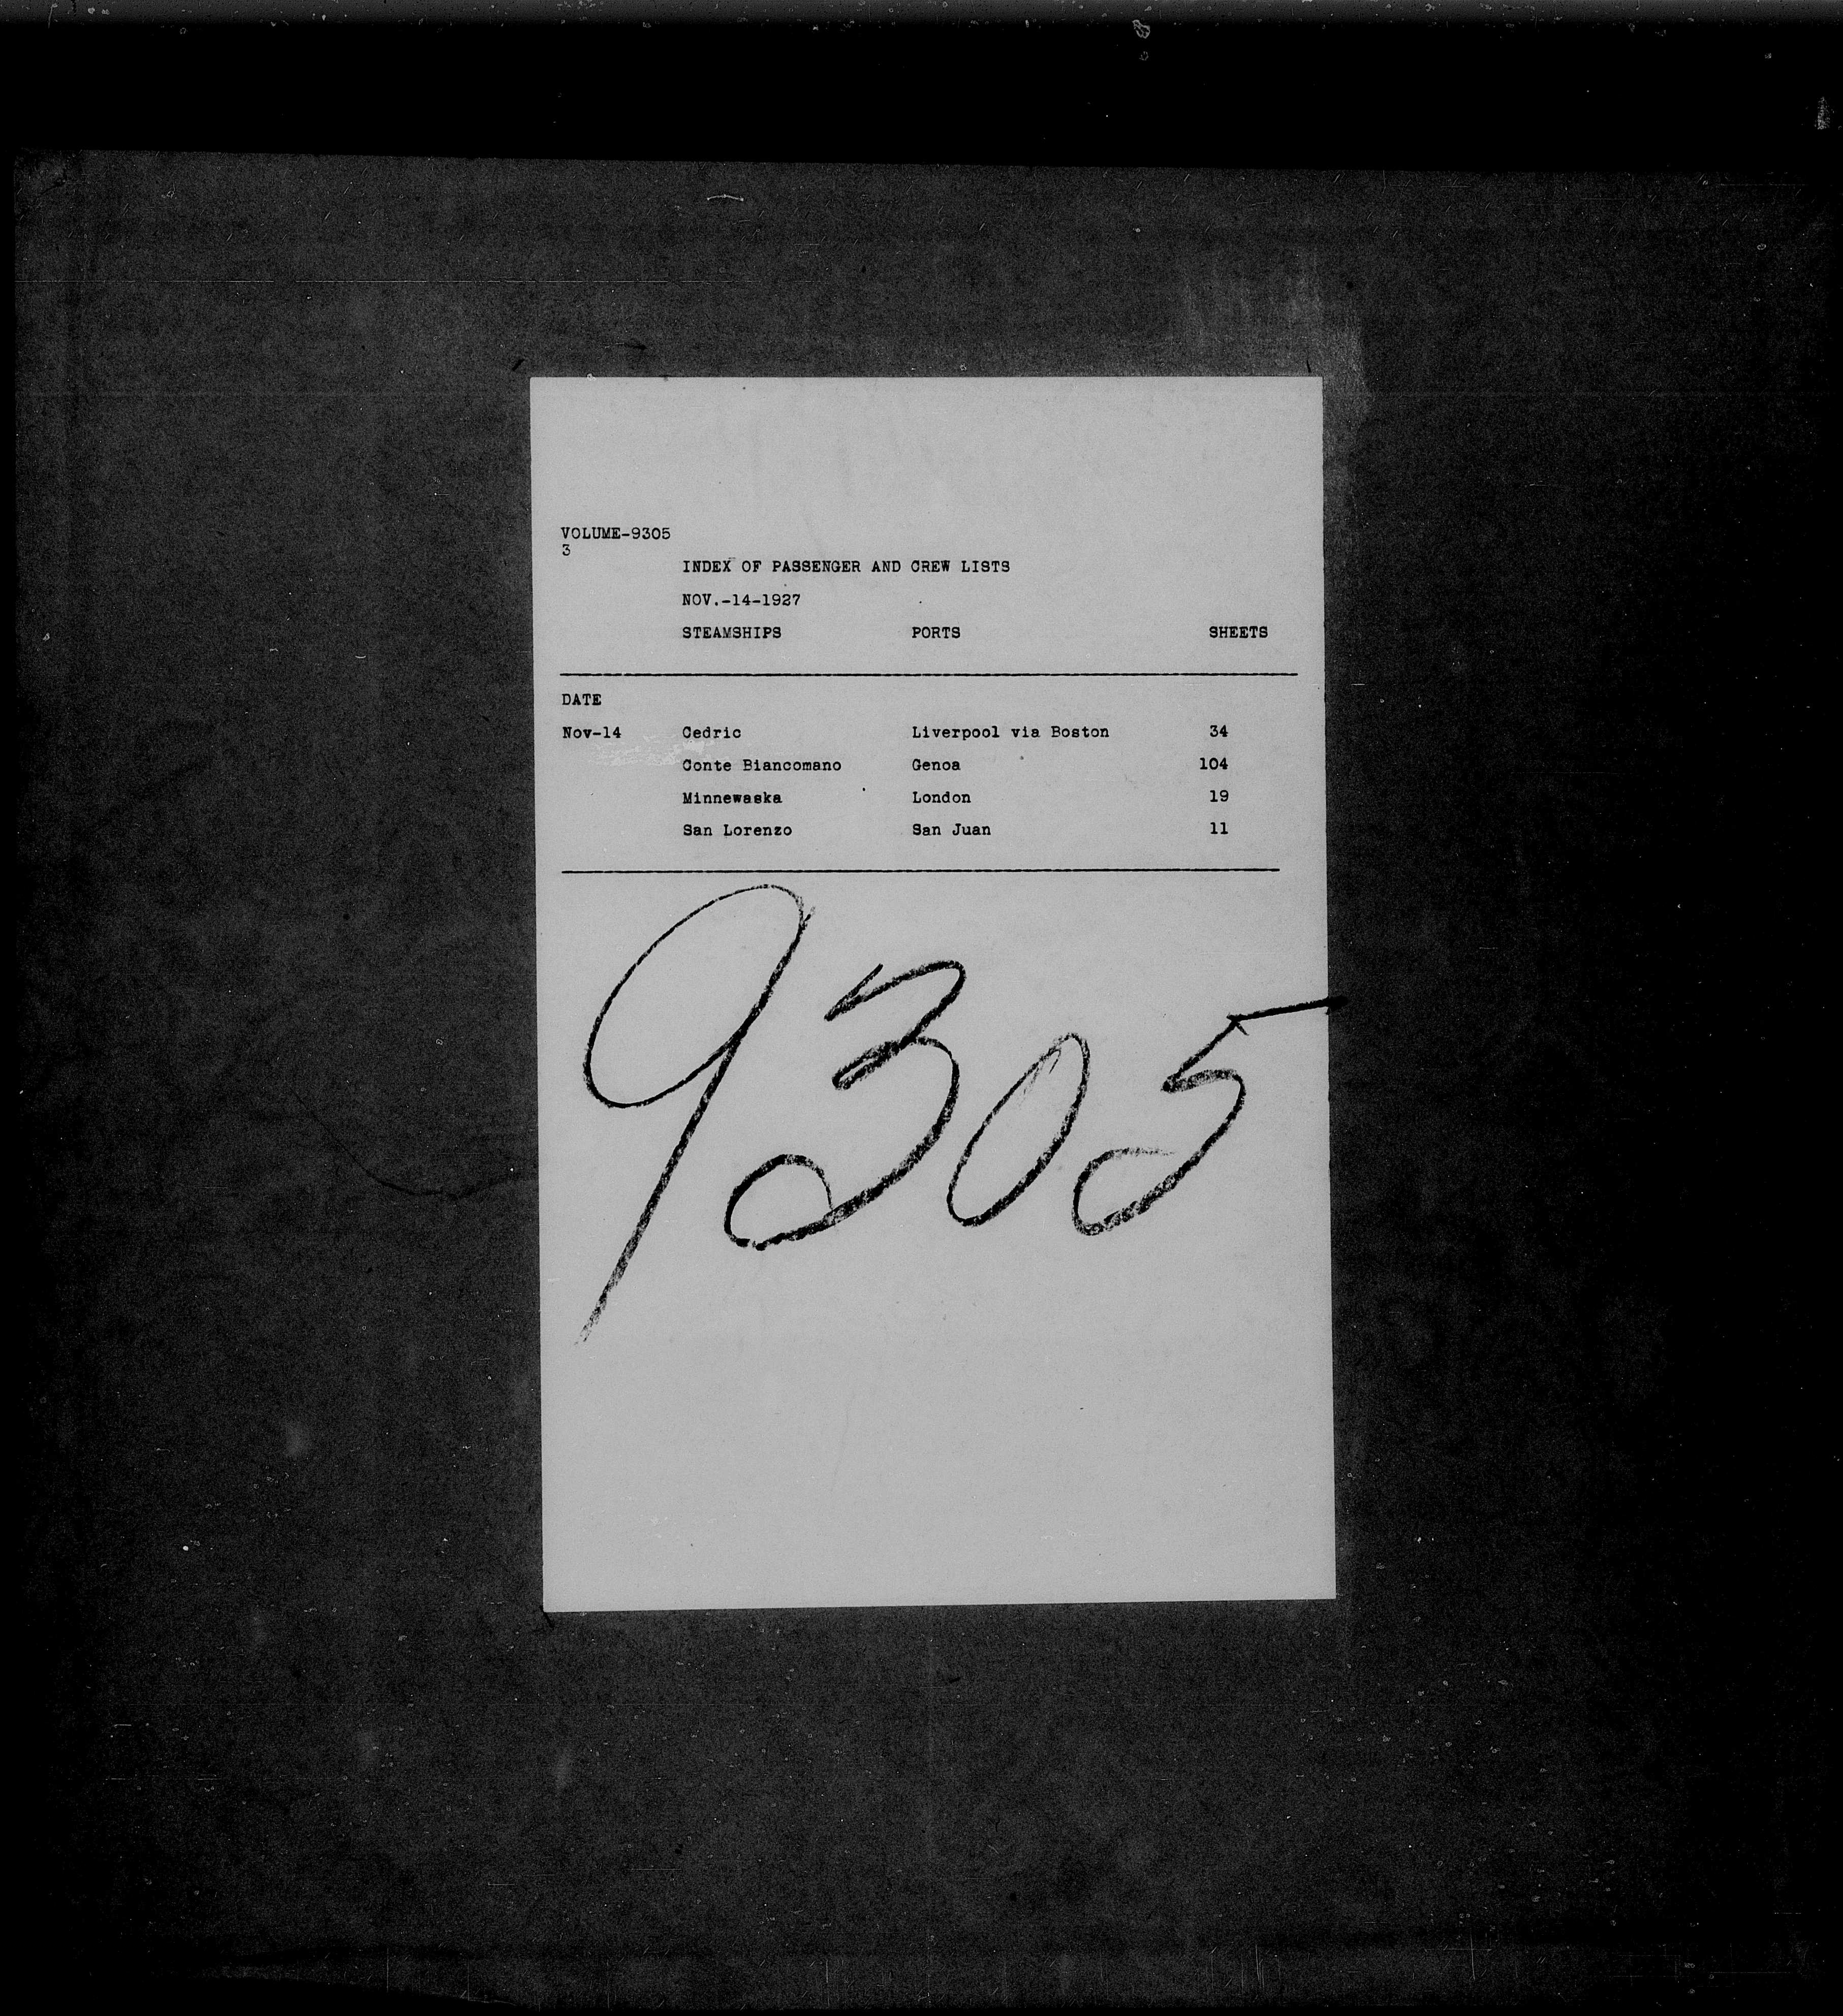 VOLUME-9305
3
INDEX OF PASSENGER AND CREW LISTS
NOV.-14-1927
STEAMSHIPS PORTS SHEETS
DATE
Nov-14 Cedric Liverpool via Boston 34
Conte Biancomano Genoa 104
Minnewaska London 19
San Lorenzo San Juan 11
9305